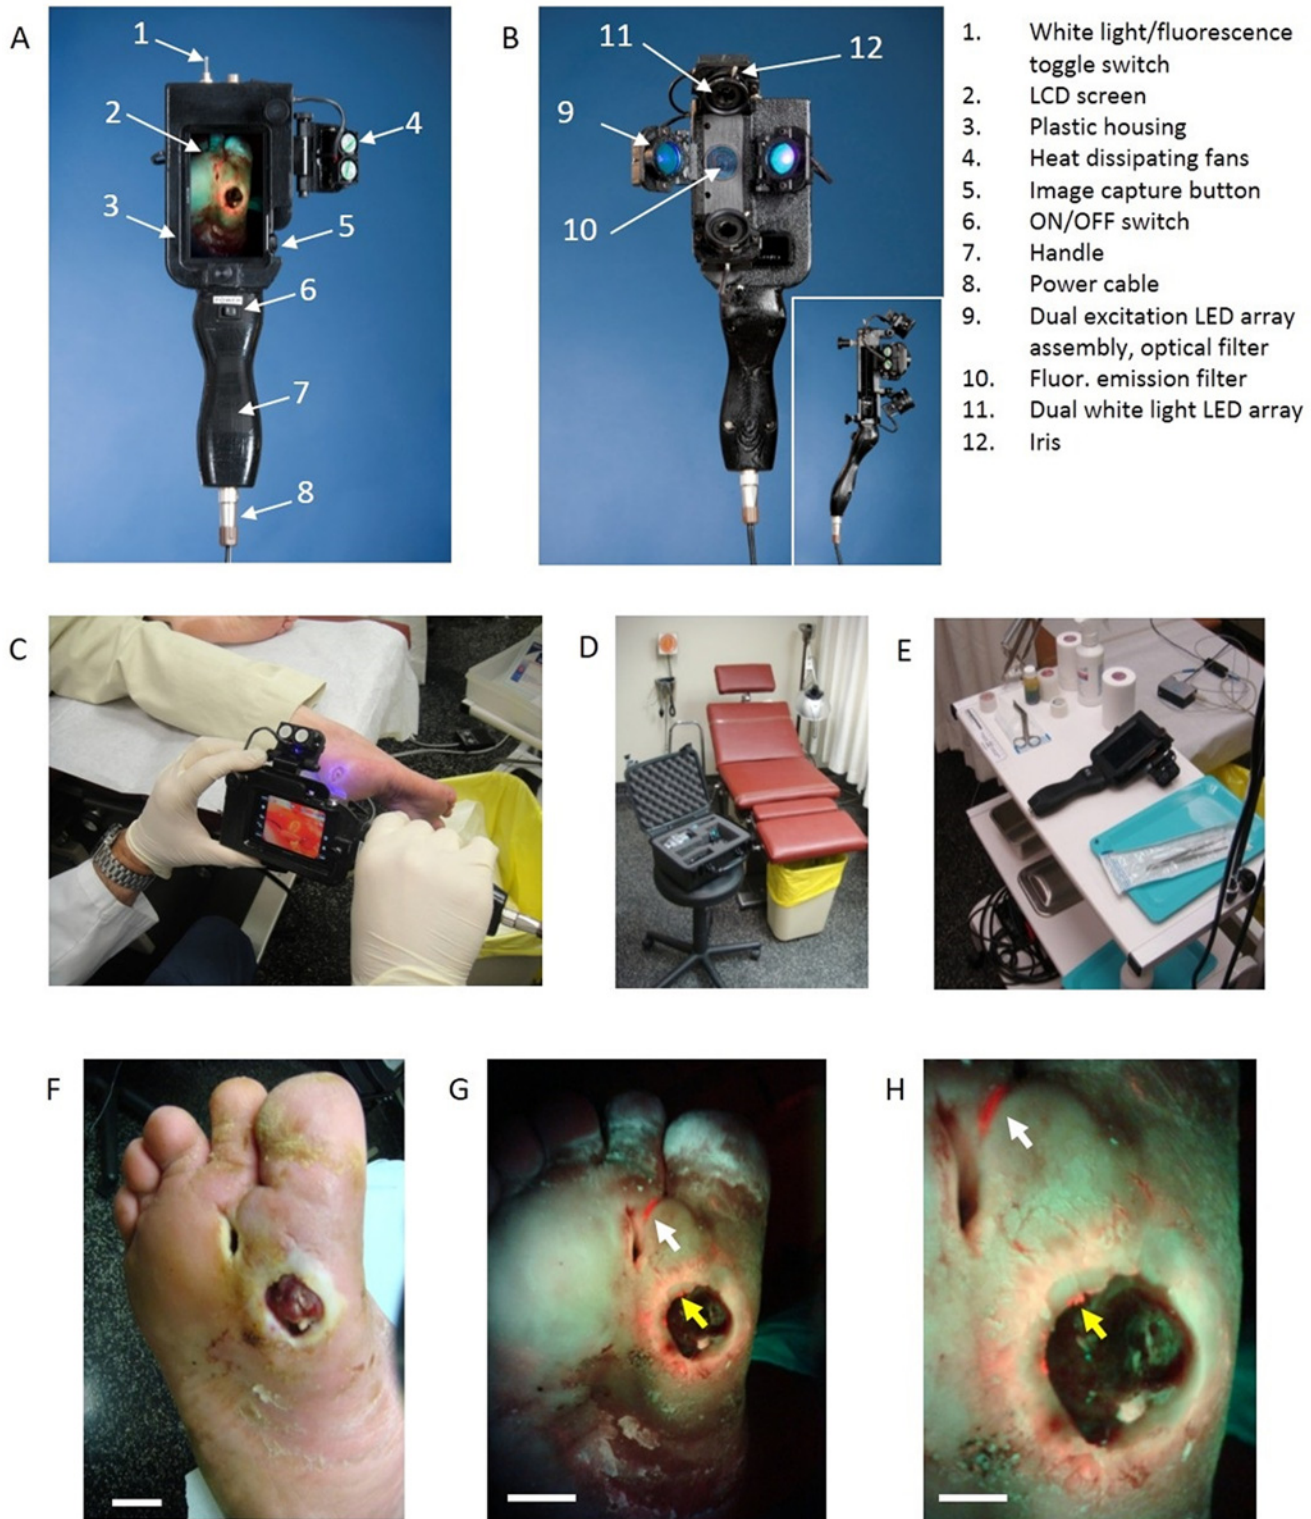 A
1
2
3
4
5
6
POWER
7
8
B
11
12
9
10
1. White light/fluorescence
toggle switch
2. LCD screen
3. Plastic housing
4. Heat dissipating fans
5. Image capture button
6. ON/OFF switch
7. Handle
8. Power cable
9. Dual excitation LED array
assembly, optical filter
10. Fluor. emission filter
11. Dual white light LED array
12. Iris
C
D
E
F
G
H